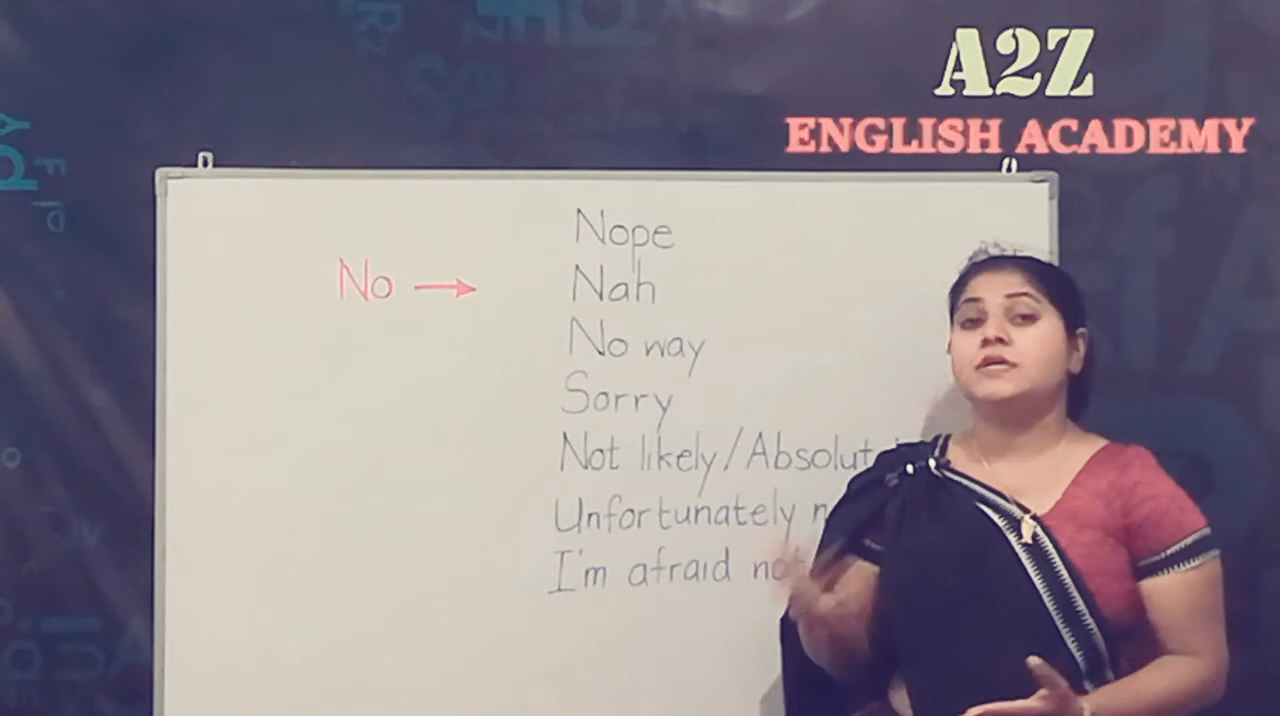 A2Z
ENGLISH ACADEMY
No → Nope
Nah
No way
Sorry
Not likely/
Unfortunately
I'm afraid